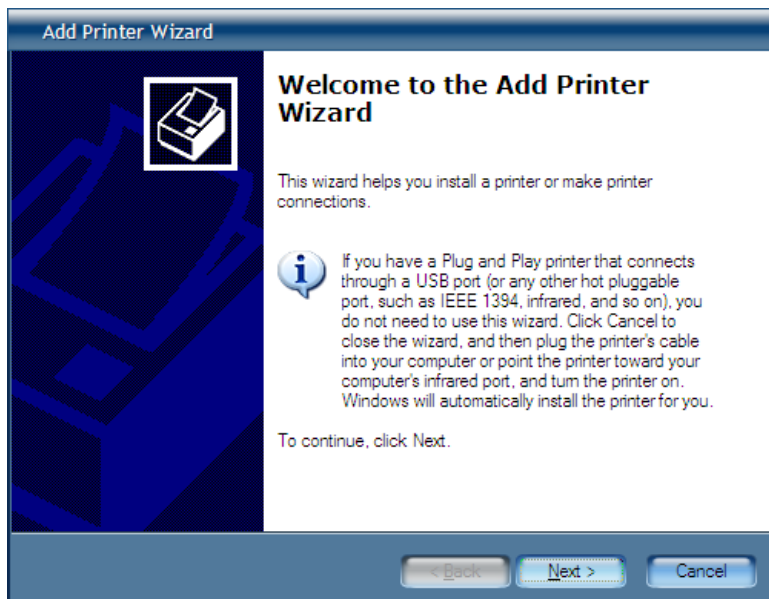 Add Printer Wizard
Welcome to the Add Printer
Wizard
This wizard helps you install a printer or make printer
connections.
If you have a Plug and Play printer that connects
through a USB port (or any other hot pluggable
port, such as IEEE 1394, infrared, and so on), you
do not need to use this wizard. Click Cancel to
close the wizard, and then plug the printer's cable
into your computer or point the printer toward your
computer's infrared port, and turn the printer on.
Windows will automatically install the printer for you.
To continue, click Next.
< Back Next > Cancel